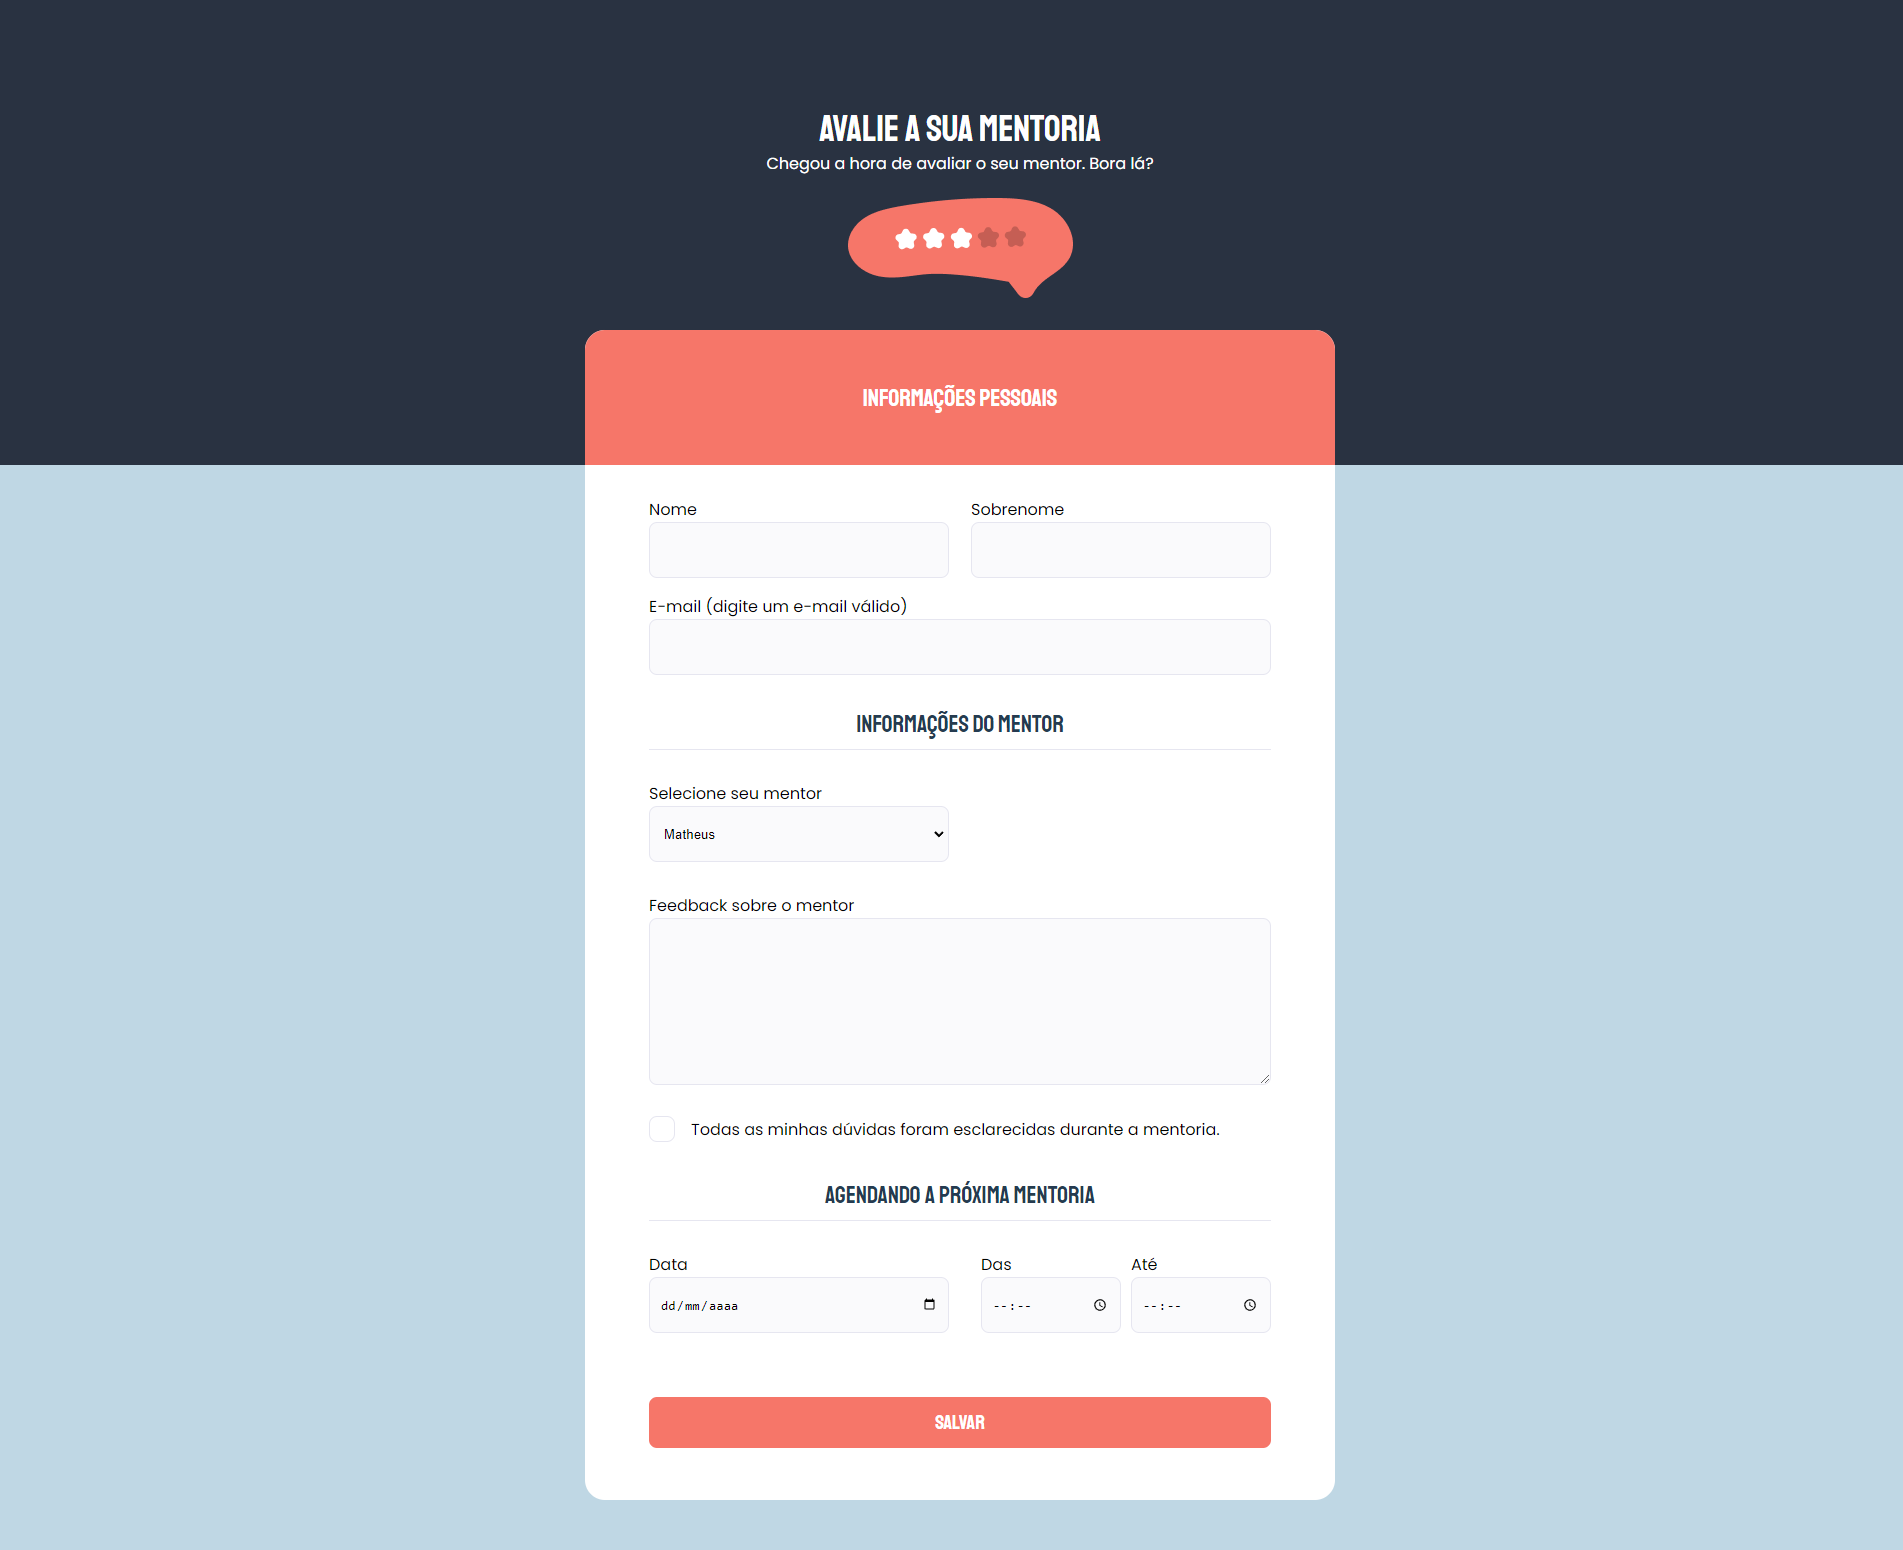 AVALIE A SUA MENTORIA
Chegou a hora de avaliar o seu mentor. Bora lá?
INFORMAÇÕES PESSOAIS
Nome
Sobrenome
E-mail (digite um e-mail válido)
INFORMAÇÕES DO MENTOR
Selecione seu mentor
Matheus
Feedback sobre o mentor
Todas as minhas dúvidas foram esclarecidas durante a mentoria.
AGENDANDO A PRÓXIMA MENTORIA
Data
Das
Até
dd/mm/aaaa
--:--
--:--
SALVAR